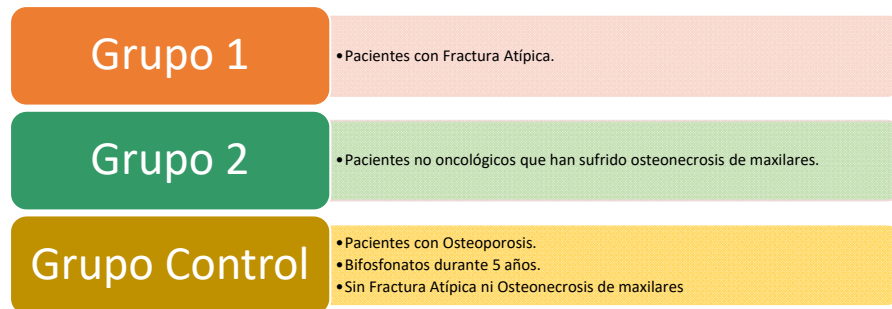 Grupo 1
•Pacientes con Fractura Atípica.
Grupo 2
•Pacientes no oncológicos que han sufrido osteonecrosis de maxilares.
Grupo Control
•Pacientes con Osteoporosis.
•Bifosfonatos durante 5 años.
•Sin Fractura Atípica ni Osteonecrosis de maxilares